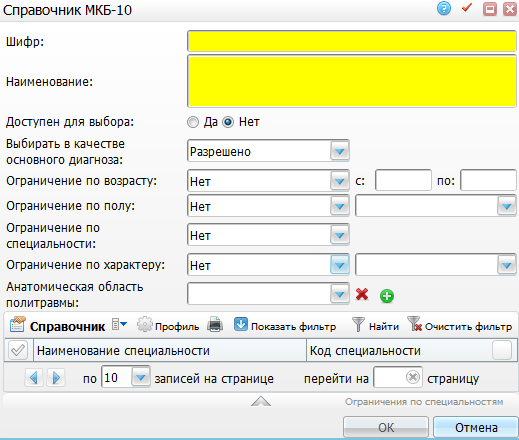 Справочник МКБ-10
Шифр:
Наименование:
Доступен для выбора: Да Нет
Выбирать в качестве
основного диагноза: Разрешено
Ограничение по возрасту: Нет с: по:
Ограничение по полу: Нет
Ограничение по
специальности: Нет
Ограничение по характеру: Нет
Анатомическая область
политравмы:
Справочник Профиль Показать фильтр Найти Очистить фильтр
Наименование специальности Код специальности
по 10 записей на странице перейти на страницу
Ограничения по специальностям
ОК Отмена